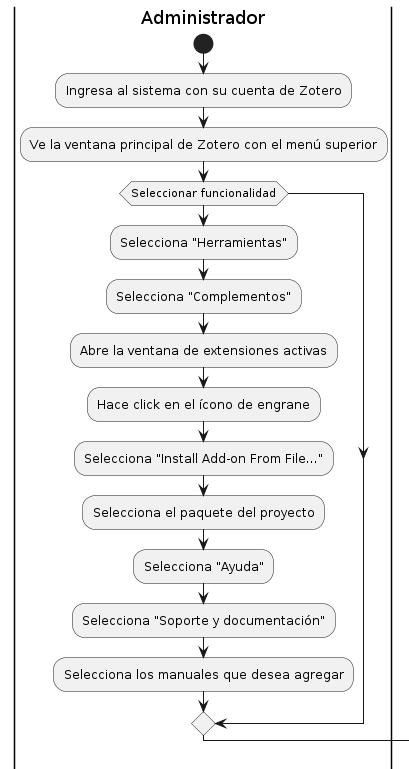 Administrador
Ingresa al sistema con su cuenta de Zotero
Ve la ventana principal de Zotero con el menú superior
Seleccionar funcionalidad
Selecciona "Herramientas"
Selecciona "Complementos"
Abre la ventana de extensiones activas
Hace click en el ícono de engrane
Selecciona "Install Add-on From File..."
Selecciona el paquete del proyecto
Selecciona "Ayuda"
Selecciona "Soporte y documentación"
Selecciona los manuales que desea agregar